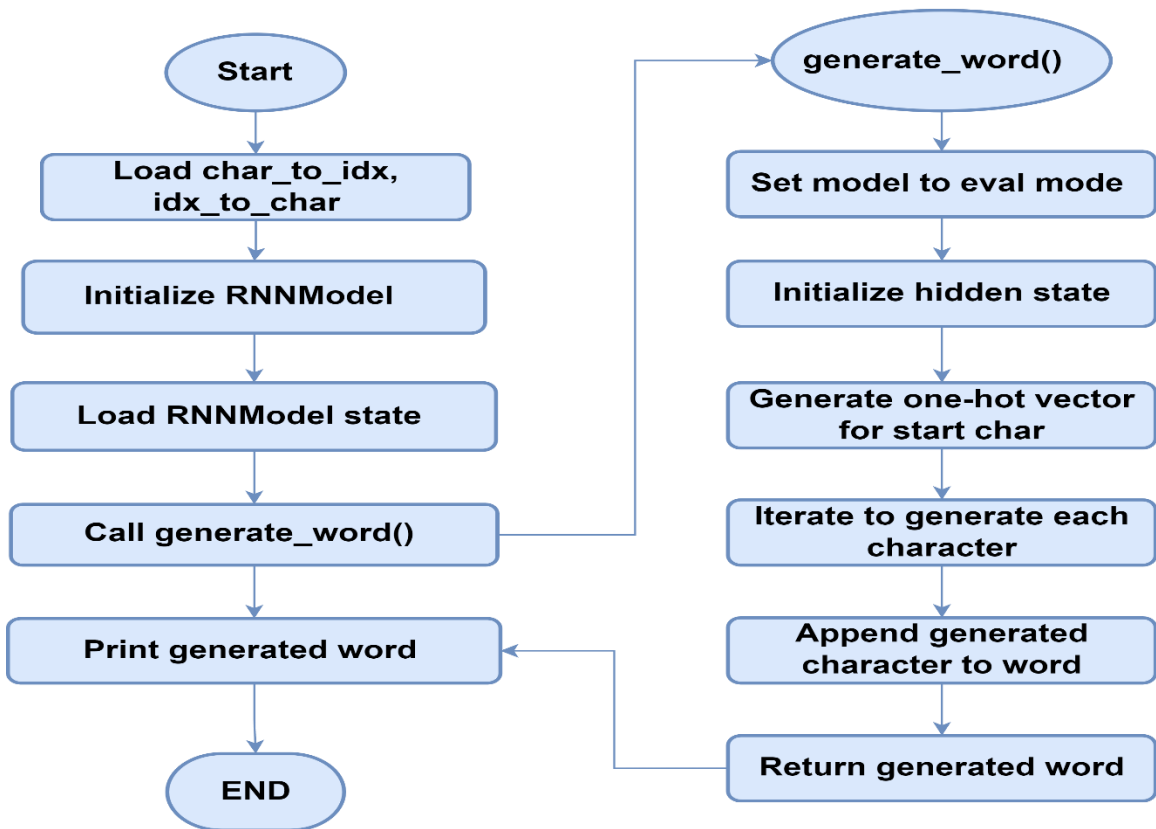 Start
Load char_to_idx,
idx_to_char
Initialize RNNModel
Load RNNModel state
Call generate_word()
Print generated word
END
generate_word()
Set model to eval mode
Initialize hidden state
Generate one-hot vector
for start char
Iterate to generate each
character
Append generated
character to word
Return generated word